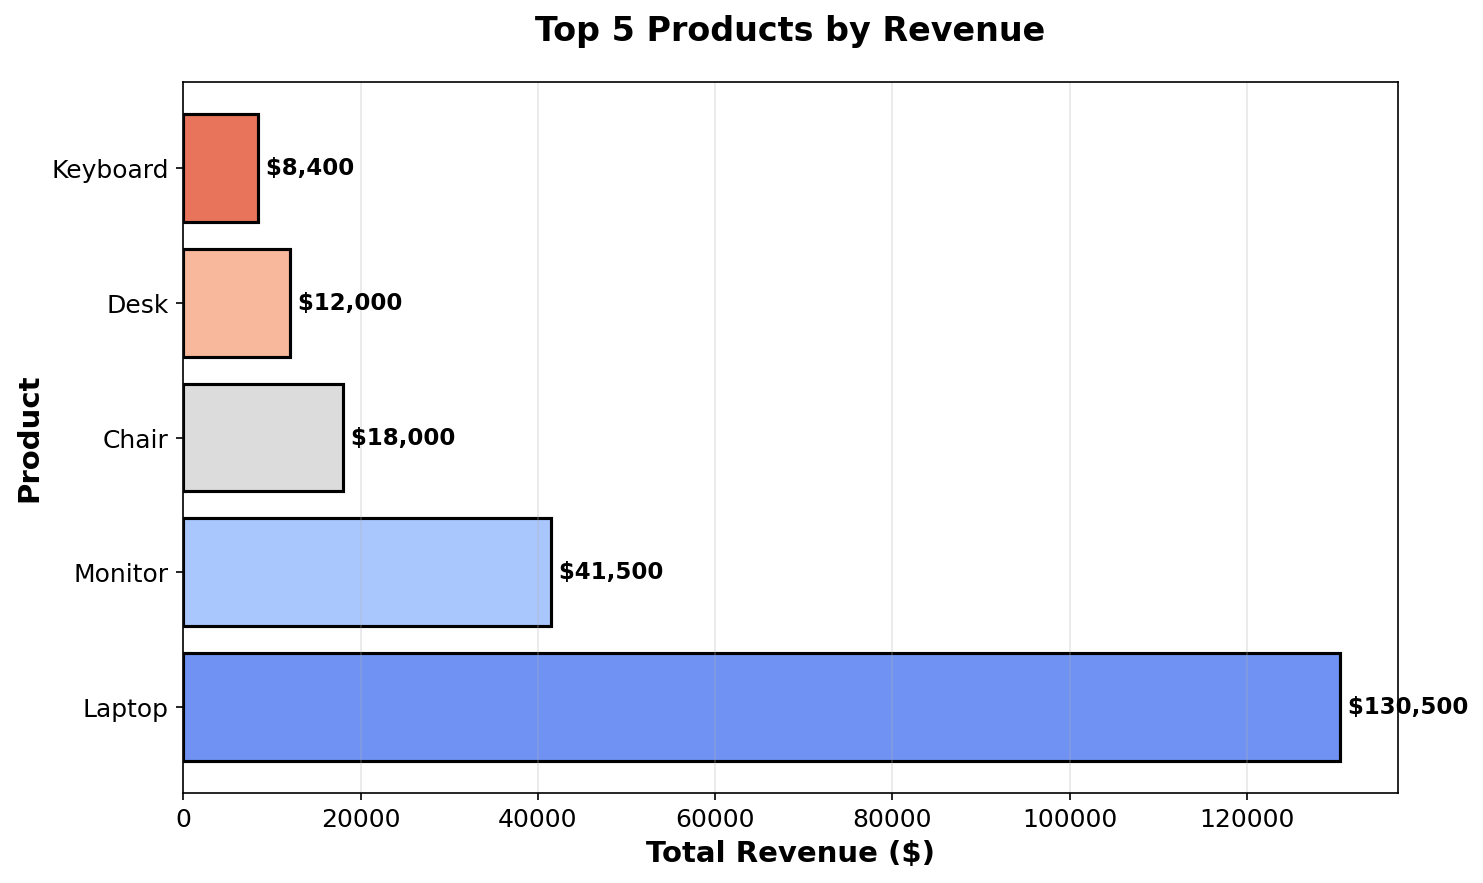 Top 5 Products by Revenue
Product
Keyboard
$8,400
Desk
$12,000
Chair
$18,000
Monitor
$41,500
Laptop
$130,500
0 20000 40000 60000 80000 100000 120000
Total Revenue ($)